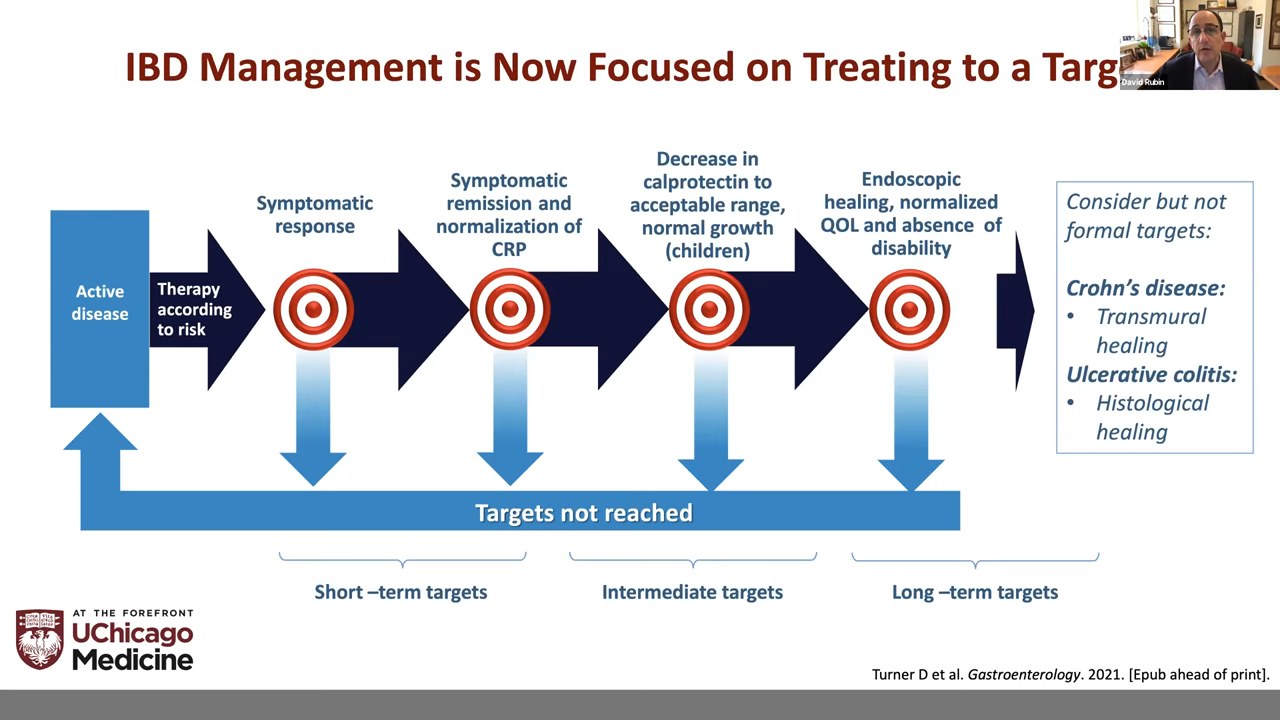 IBD Management is Now Focused on Treating to a Targ
David Rubin
Symptomatic
response
Symptomatic
remission and
normalization of
CRP
Decrease in
calprotectin to
acceptable range,
normal growth
(children)
Endoscopic
healing, normalized
QOL and absence of
disability
Active
disease
Therapy
according
to risk
Consider but not
formal targets:
Crohn’s disease:
• Transmural
healing
Ulcerative colitis:
• Histological
healing
Targets not reached
Short –term targets
Intermediate targets
Long –term targets
AT THE FOREFRONT
UChicago
Medicine
Turner D et al. Gastroenterology. 2021. [Epub ahead of print].